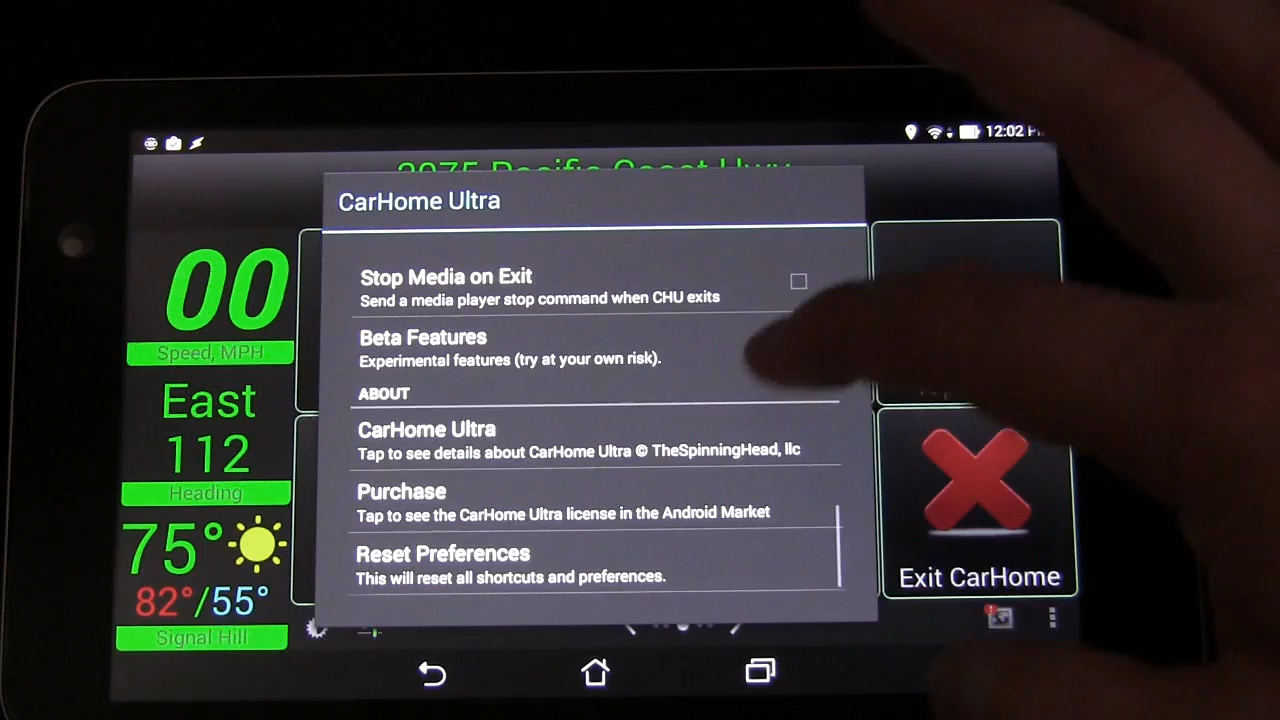 12:02
CarHome Ultra
00
Speed, MPH
Stop Media on Exit
Send a media player stop command when CHU exits
Beta Features
Experimental features (try at your own risk).
East
112
Heading
ABOUT
CarHome Ultra
Tap to see details about CarHome Ultra © TheSpinningHead, llc
Purchase
Tap to see the CarHome Ultra license in the Android Market
75°
82°/55°
Signal Hill
Reset Preferences
This will reset all shortcuts and preferences.
Exit CarHome